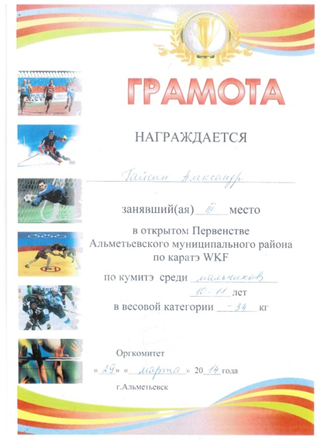 ГРАМОТА
НАГРАЖДАЕТСЯ
Александр
занявший(ая) II место
в открытом Первенстве
Альметьевского муниципального района
по каратэ WKF
по кумитэ среди мальчиков
10-11 лет
в весовой категории -34 кг
Оргкомитет
« 29 » марта 2014 года
г.Альметьевск